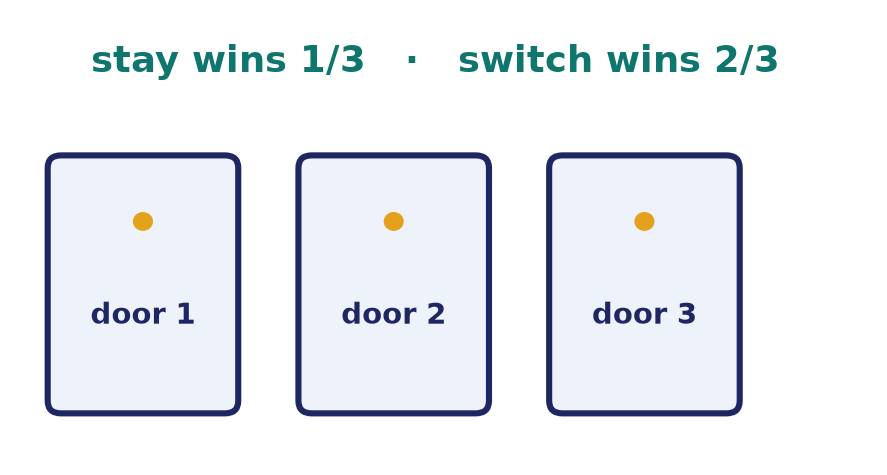 stay wins 1/3 · switch wins 2/3
door 1
door 2
door 3